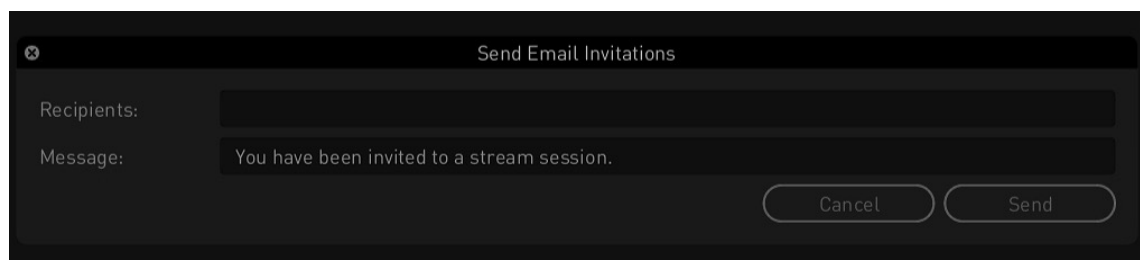 Send Email Invitations
Recipients:
Message: You have been invited to a stream session.
Cancel Send